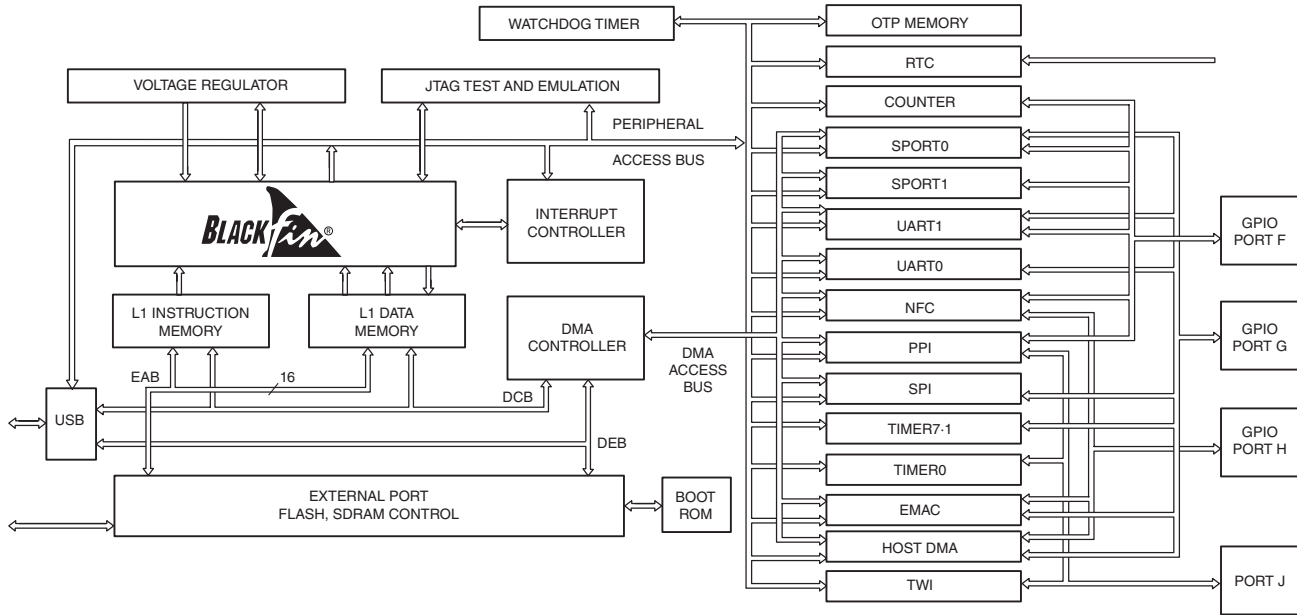 WATCHDOG TIMER
OTP MEMORY
VOLTAGE REGULATOR
JTAG TEST AND EMULATION
RTC
COUNTER
PERIPHERAL
ACCESS BUS
SPORT0
SPORT1
BLACKfin®
INTERRUPT
CONTROLLER
UART1
GPIO
PORT F
UART0
L1 INSTRUCTION
MEMORY
L1 DATA
MEMORY
DMA
CONTROLLER
NFC
GPIO
PORT G
DMA
ACCESS
BUS
PPI
EAB
16
DCB
SPI
USB
TIMER7-1
GPIO
PORT H
DEB
TIMER0
EXTERNAL PORT
FLASH, SDRAM CONTROL
BOOT
ROM
EMAC
HOST DMA
TWI
PORT J